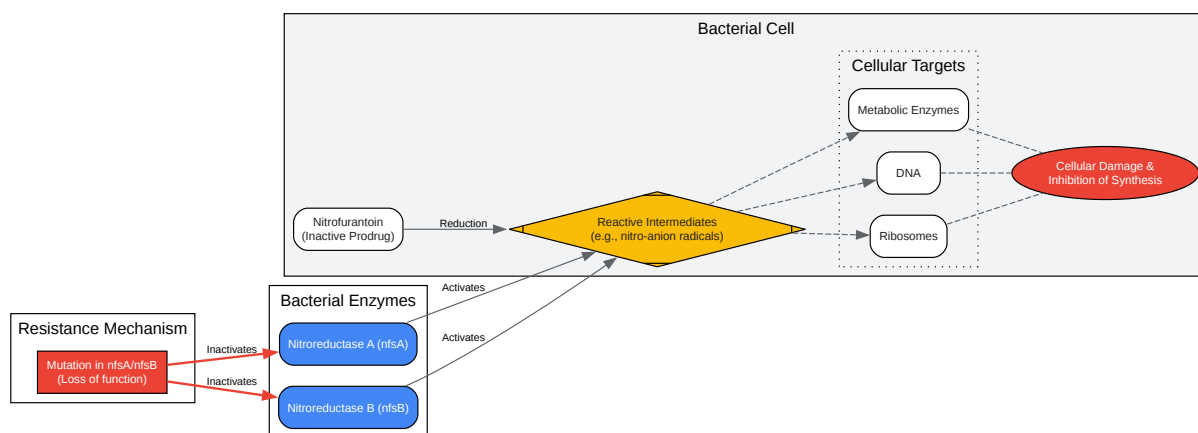 Bacterial Cell
Cellular Targets
Metabolic Enzymes
DNA
Ribosomes
Cellular Damage &
Inhibition of Synthesis
Nitrofurantoin
(Inactive Prodrug)
Reduction
Reactive Intermediates
(e.g., nitro-anion radicals)
Activates
Activates
Bacterial Enzymes
Nitroreductase A (nfsA)
Nitroreductase B (nfsB)
Resistance Mechanism
Mutation in nfsA/nfsB
(Loss of function)
Inactivates
Inactivates